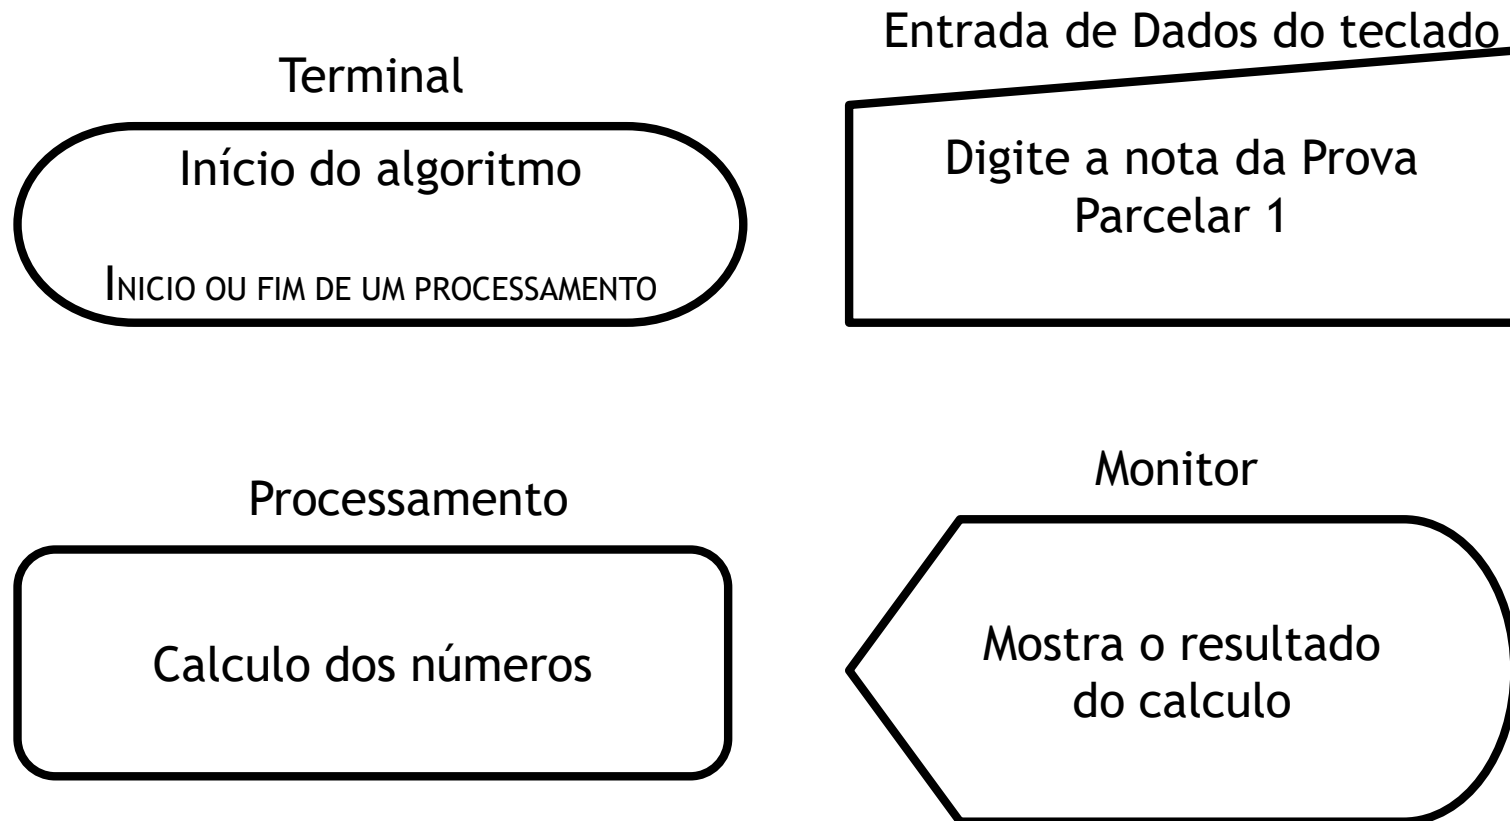 Terminal
Início do algoritmo
INICIO OU FIM DE UM PROCESSAMENTO
Entrada de Dados do teclado
Digite a nota da Prova
Parcelar 1
Processamento
Calculo dos números
Monitor
Mostra o resultado
do calculo